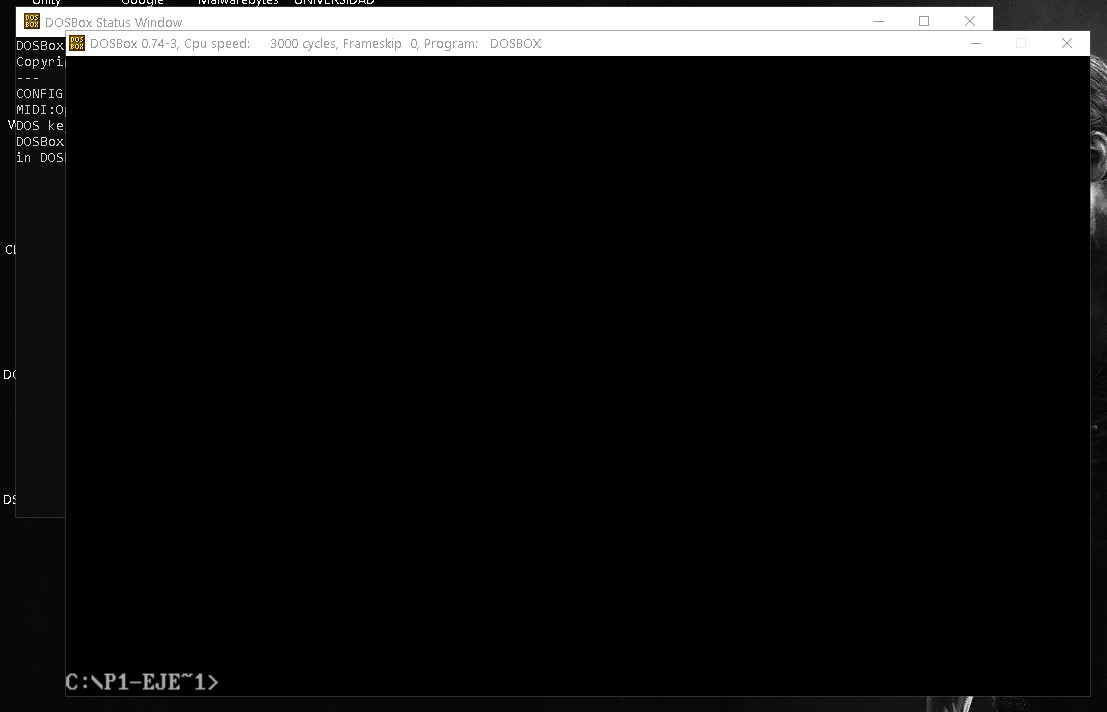 Unity Google Malwarebytes UNIVERSIDAD
DOSBox Status Window
DOSBox 0.74-3, Cpu speed: 3000 cycles, Frameskip 0, Program: DOSBOX
DOSBox
Copyri
---
CONFIG
MIDI:O
DOS ke
DOSBox
in DOS
C:\P1-EJE~1>